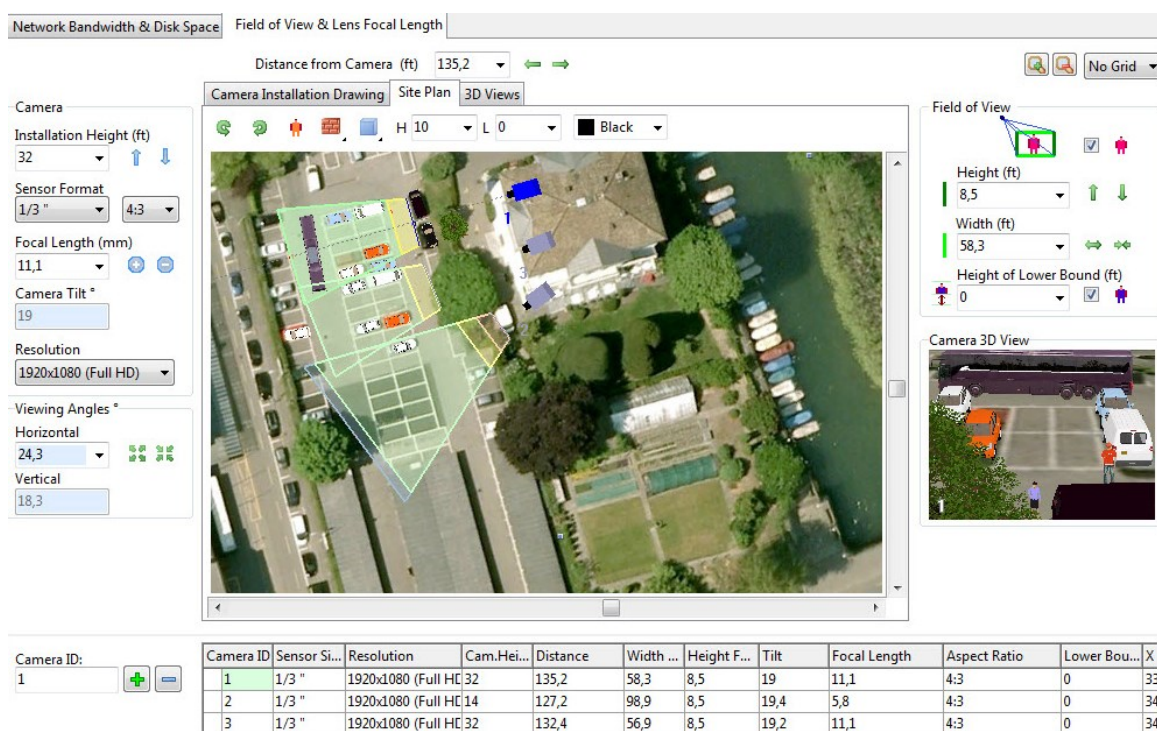 Network Bandwidth & Disk Space Field of View & Lens Focal Length
Distance from Camera (ft) 135,2 No Grid
Camera Installation Drawing Site Plan 3D Views
H 10 L 0 Black
Camera
Installation Height (ft)
32
Sensor Format
1/3 " 4:3
Focal Length (mm)
11,1
Camera Tilt °
19
Resolution
1920x1080 (Full HD)
Viewing Angles °
Horizontal
24,3
Vertical
18,3
1
3
2
Field of View
Height (ft)
8,5
Width (ft)
58,3
Height of Lower Bound (ft)
0
Camera 3D View
1
Camera ID:
1
Camera ID Sensor Si... Resolution Cam.Hei... Distance Width ... Height F... Tilt Focal Length Aspect Ratio Lower Bou... X
1 1/3 " 1920x1080 (Full HD 32 135,2 58,3 8,5 19 11,1 4:3 0 33
2 1/3 " 1920x1080 (Full HD 14 127,2 98,9 8,5 19,4 5,8 4:3 0 34
3 1/3 " 1920x1080 (Full HD 32 132,4 56,9 8,5 19,2 11,1 4:3 0 34